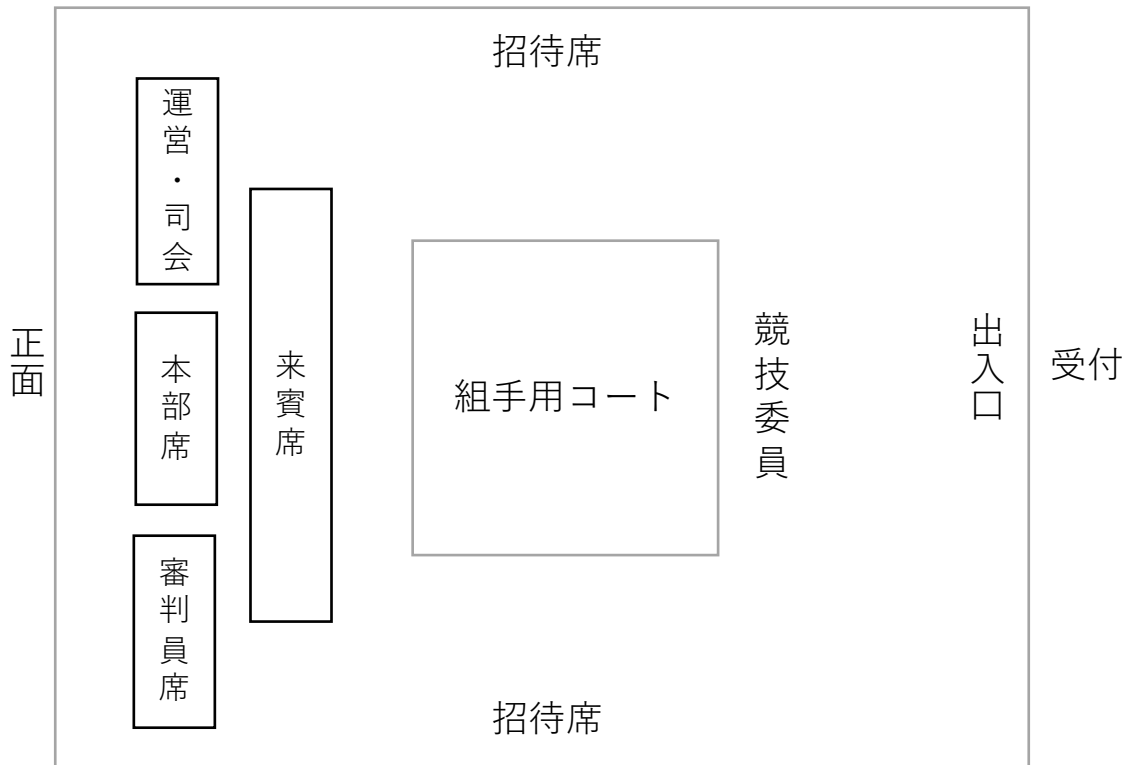 招待席
運営・司会
正面
本部席
来賓席
組手用コート
競技委員
出入口
受付
審判員席
招待席